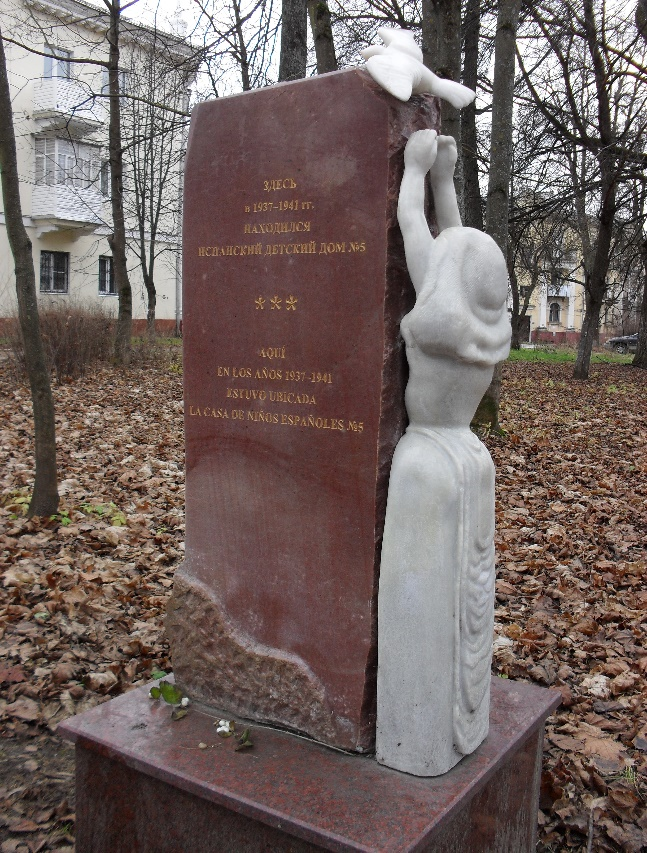 ЗДЕСЬ
в 1937-1941 гг.
НАХОДИЛСЯ
ИСПАНСКИЙ ДЕТСКИЙ ДОМ №5
***
AQUÍ
EN LOS AÑOS 1937-1941
ESTUVO UBICADA
LA CASA DE NIÑOS ESPAÑOLES №5